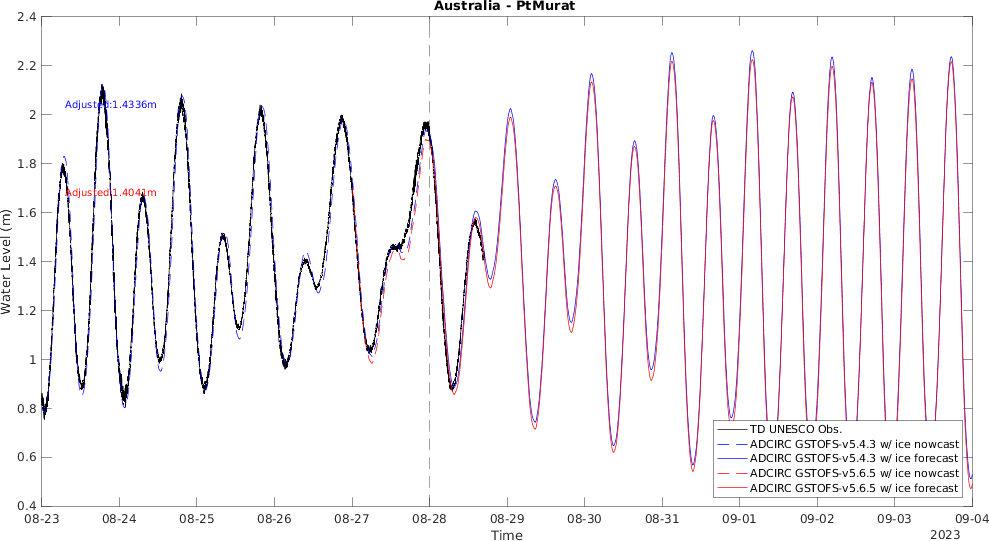 Australia - PtMurat
2.4
2.2
2
1.8
1.6
1.4
1.2
1
0.8
0.6
0.4
Water Level (m)
Adjusted:1.4336m
Adjusted:1.4041m
TD UNESCO Obs.
ADCIRC GSTOFS-v5.4.3 w/ ice nowcast
ADCIRC GSTOFS-v5.4.3 w/ ice forecast
ADCIRC GSTOFS-v5.6.5 w/ ice nowcast
ADCIRC GSTOFS-v5.6.5 w/ ice forecast
08-23 08-24 08-25 08-26 08-27 08-28 08-29 08-30 08-31 09-01 09-02 09-03 09-04
Time
2023